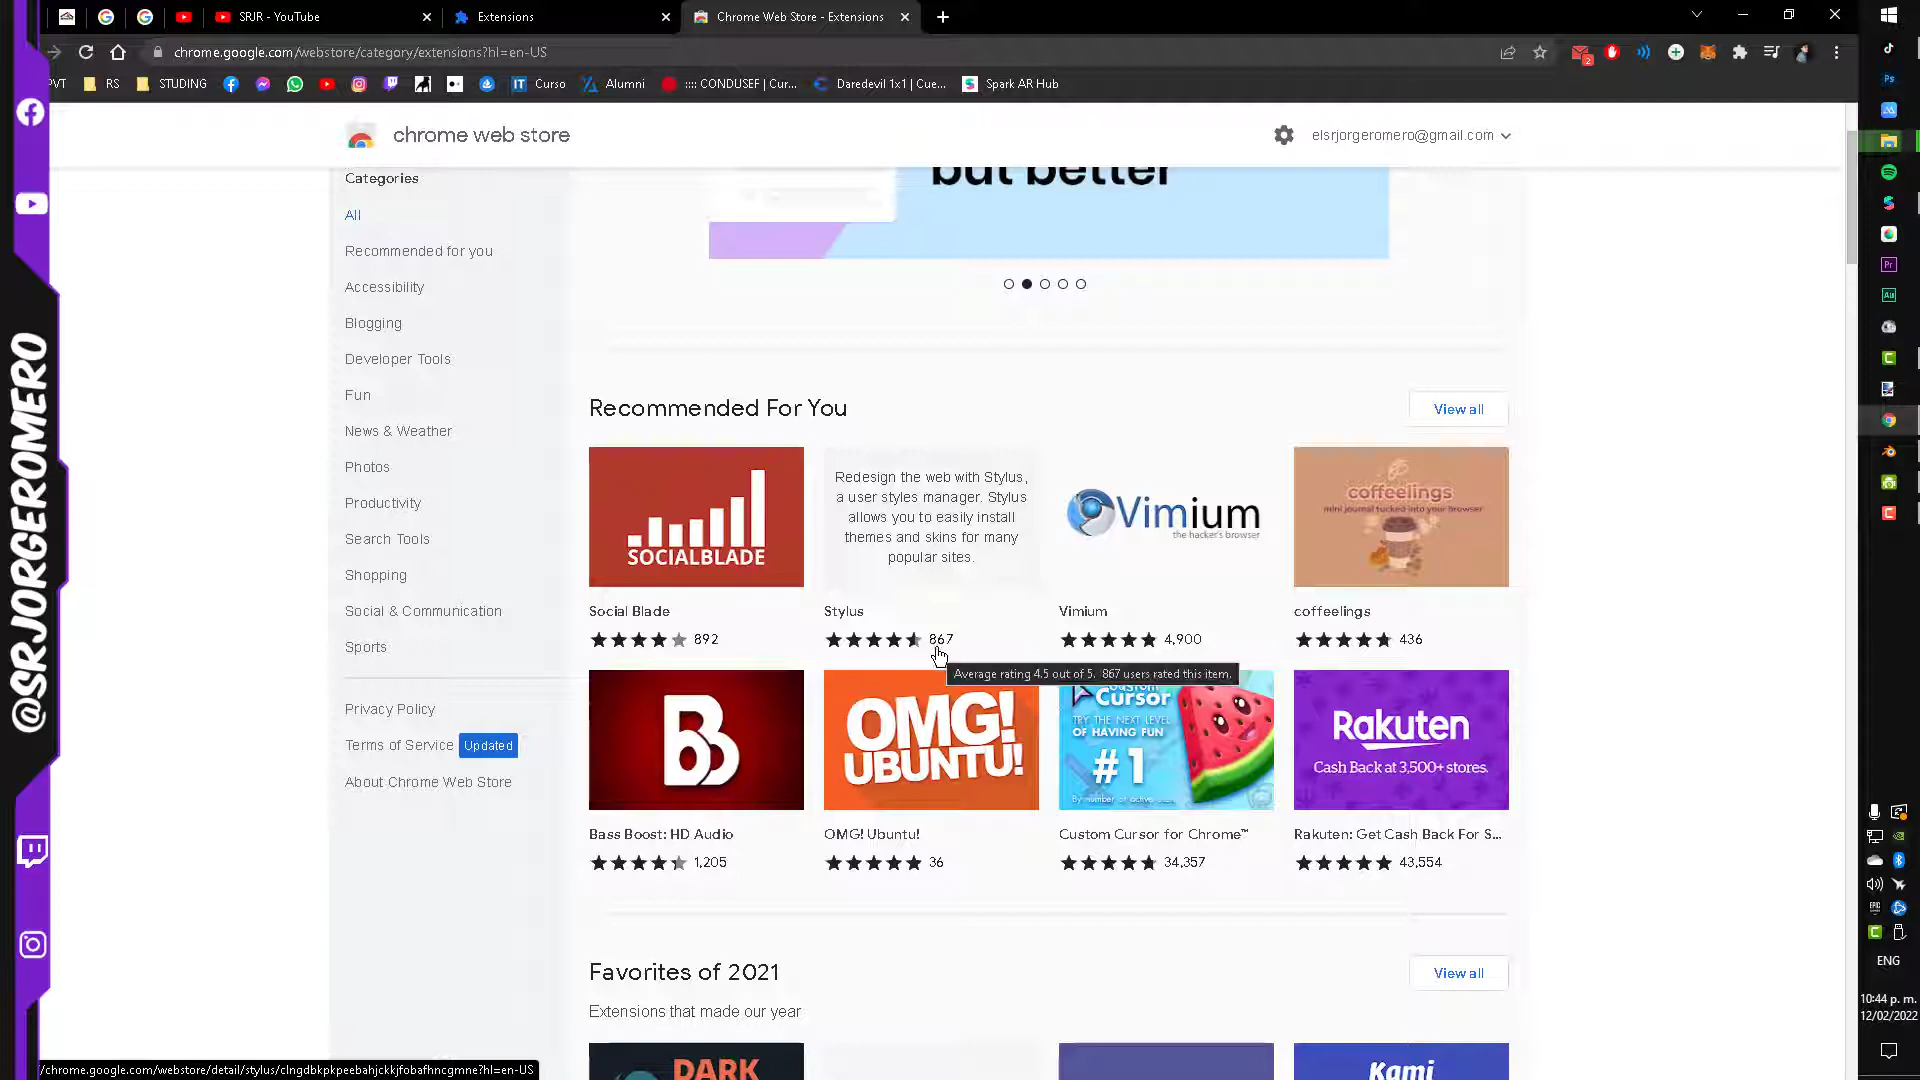 SRJR - YouTube
Extensions
Chrome Web Store - Extensions
chrome.google.com/webstore/category/extensions?hl=en-US
PVT
RS
STUDING
Curso
Alumni
:::: CONDUSEF | Cur...
Daredevil 1x1 | Cue...
Spark AR Hub
chrome web store
elsrjorgeromero@gmail.com
Categories
All
Recommended for you
Accessibility
Blogging
Developer Tools
Fun
News & Weather
Photos
Productivity
Search Tools
Shopping
Social & Communication
Sports
Privacy Policy
Terms of Service Updated
About Chrome Web Store
but better
Recommended For You
View all
SOCIALBLADE
Social Blade
892
Redesign the web with Stylus,
a user styles manager. Stylus
allows you to easily install
themes and skins for many
popular sites.
Stylus
867
Vimium
the hacker's browser
Vimium
4,900
coffeelings
mini journal tucked into your browser
coffeelings
436
Average rating 4.5 out of 5. 867 users rated this item.
BB
Bass Boost: HD Audio
1,205
OMG!
UBUNTU!
OMG! Ubuntu!
36
Custom
Cursor
TRY THE NEXT LEVEL
OF HAVING FUN
#1
By number of active users
Custom Cursor for Chrome™
34,357
Rakuten
Cash Back at 3,500+ stores.
Rakuten: Get Cash Back For S...
43,554
Favorites of 2021
View all
Extensions that made our year
DARK
Kami
/chrome.google.com/webstore/detail/stylus/clngdbkpkpeebahjckkjfobafhncgmne?hl=en-US
@SRJORGEROMERO
ENG
10:44 p. m.
12/02/2022